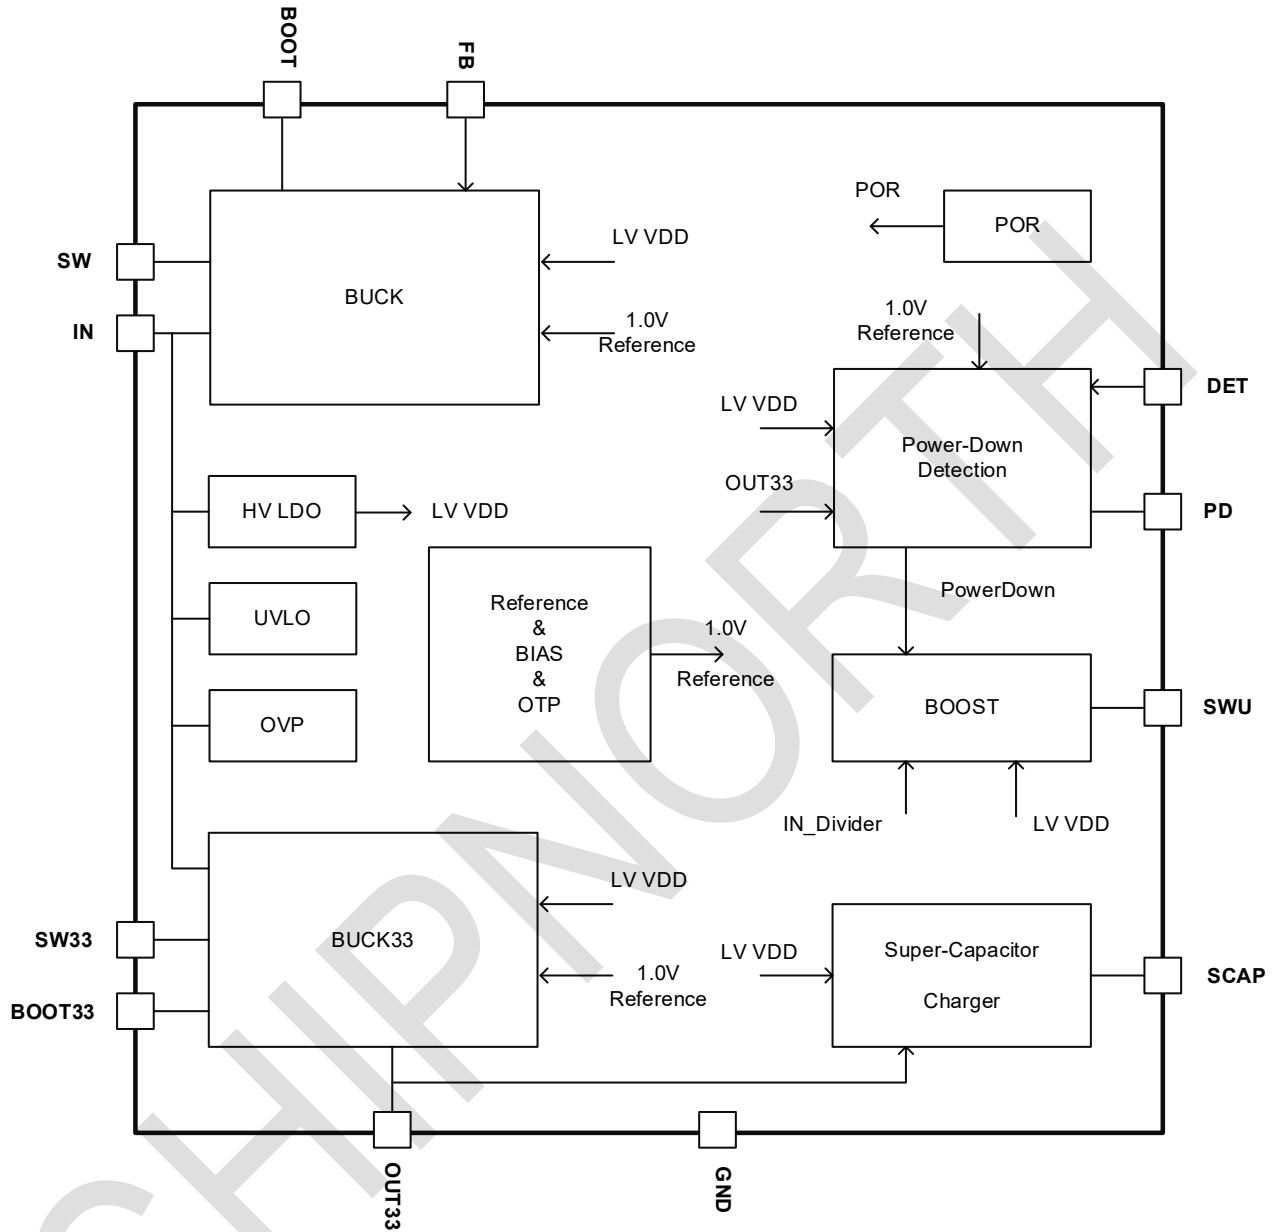 BOOT
FB
POR
POR
SW
LV VDD
BUCK
IN
1.0V
Reference
1.0V
Reference
DET
LV VDD
Power-Down
Detection
OUT33
PD
HV LDO
LV VDD
PowerDown
UVLO
Reference
&
BIAS
&
OTP
1.0V
Reference
OVP
BOOST
SWU
IN_Divider
LV VDD
LV VDD
SW33
BUCK33
LV VDD
Super-Capacitor
Charger
SCAP
1.0V
Reference
BOOT33
OUT33
GND
CHIPNORTH